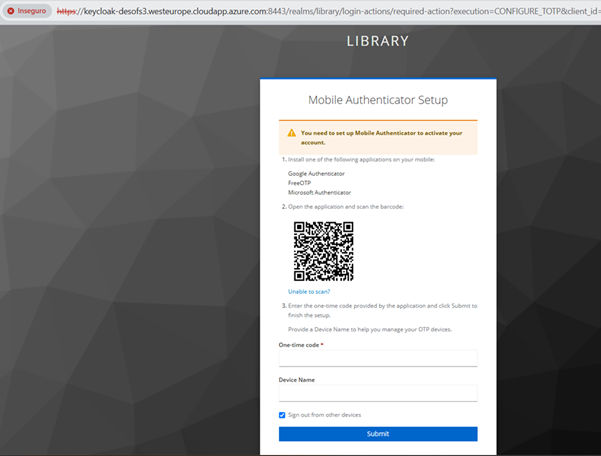 Inseguro https://keycloak-desofs3.westeurope.cloudapp.azure.com:8443/realms/library/login-actions/required-action?execution=CONFIGURE_TOTP&client_id=
LIBRARY
Mobile Authenticator Setup
You need to set up Mobile Authenticator to activate your
account.
1. Install one of the following applications on your mobile:
Google Authenticator
FreeOTP
Microsoft Authenticator
2. Open the application and scan the barcode:
Unable to scan?
3. Enter the one-time code provided by the application and click Submit to
finish the setup.
Provide a Device Name to help you manage your OTP devices.
One-time code *
Device Name
Sign out from other devices
Submit